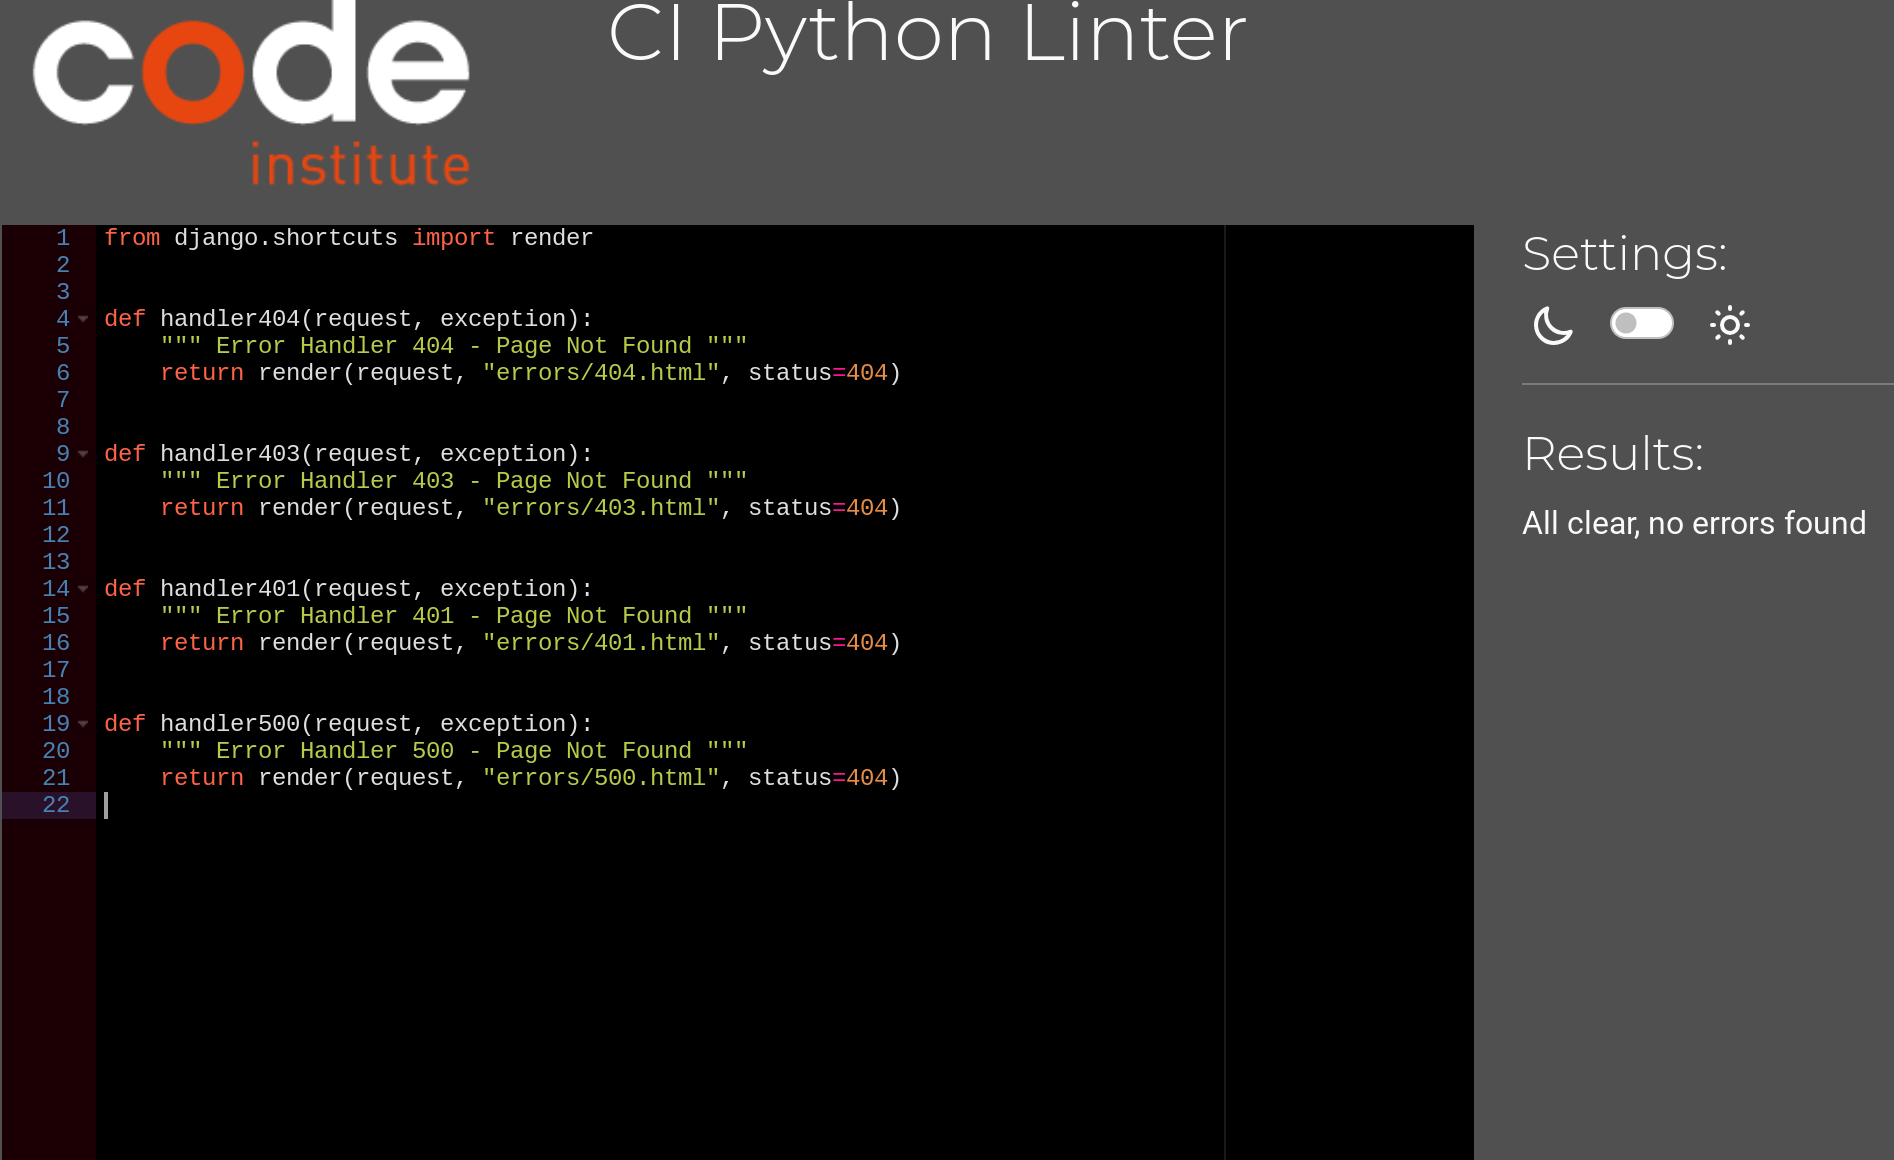 code
institute
CI Python Linter
1 from django.shortcuts import render
2
3
4 def handler404(request, exception):
5     """ Error Handler 404 - Page Not Found """
6     return render(request, "errors/404.html", status=404)
7
8
9 def handler403(request, exception):
10     """ Error Handler 403 - Page Not Found """
11     return render(request, "errors/403.html", status=404)
12
13
14 def handler401(request, exception):
15     """ Error Handler 401 - Page Not Found """
16     return render(request, "errors/401.html", status=404)
17
18
19 def handler500(request, exception):
20     """ Error Handler 500 - Page Not Found """
21     return render(request, "errors/500.html", status=404)
22
Settings:
Results:
All clear, no errors found